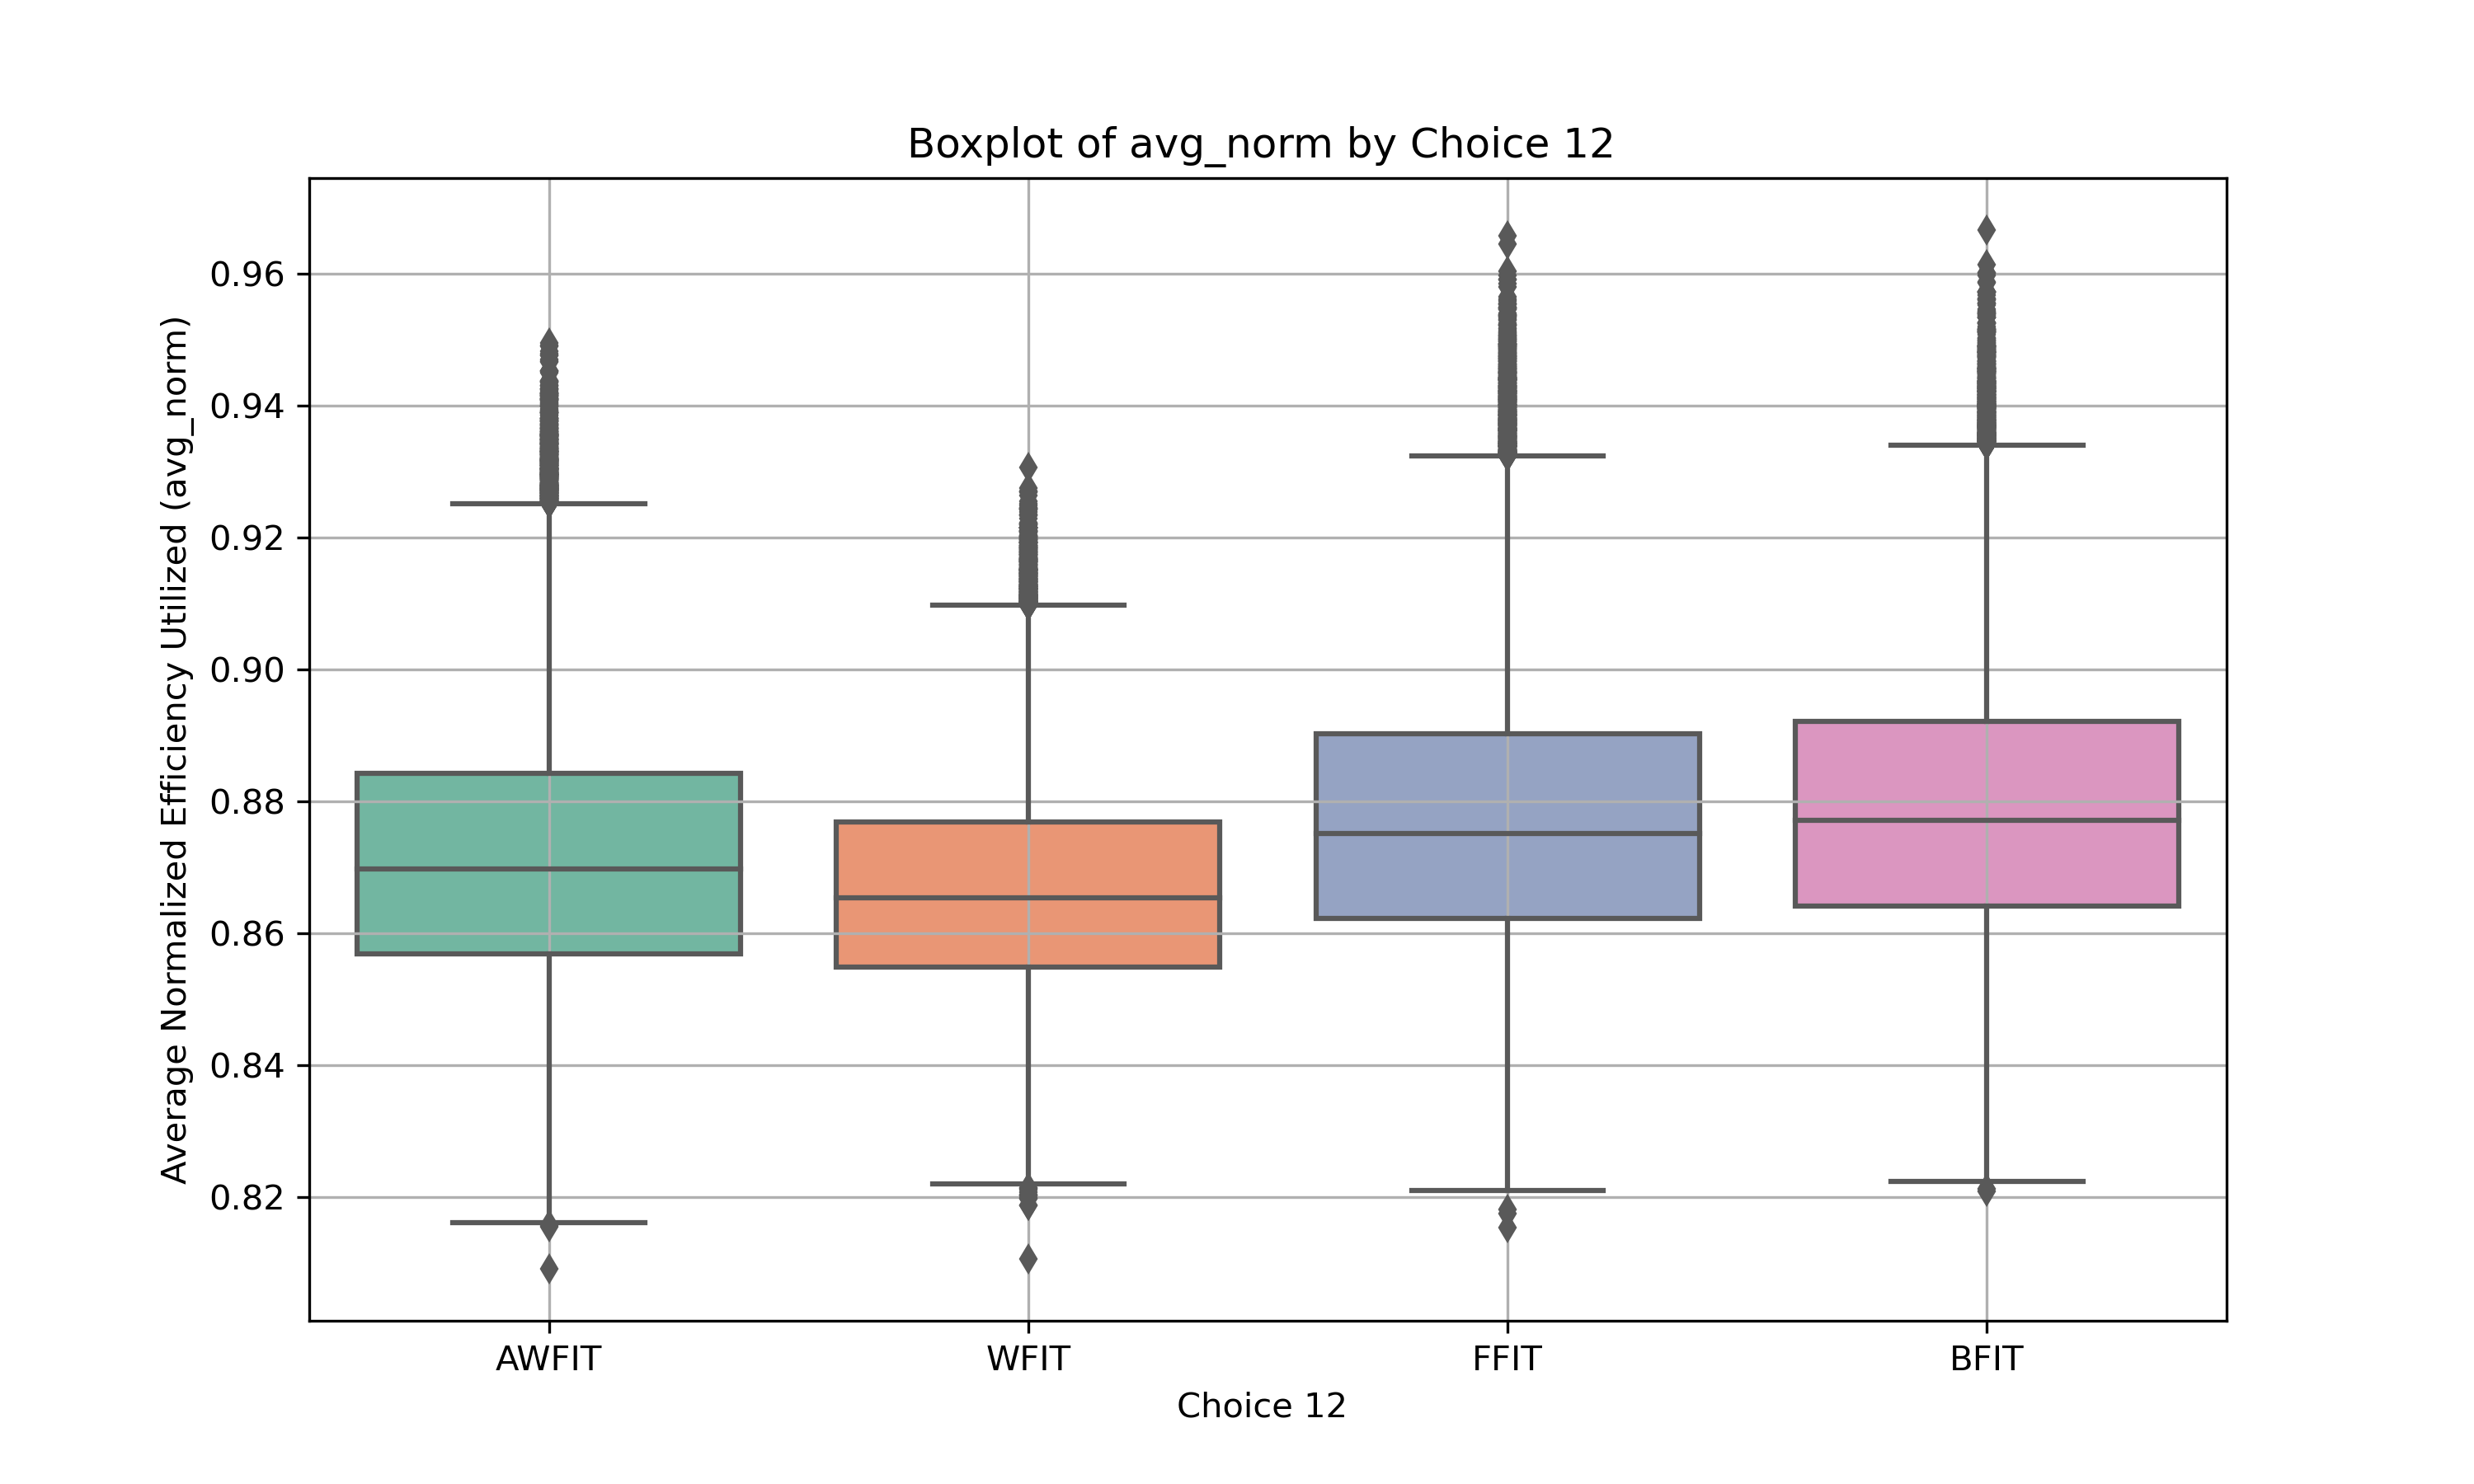 Boxplot of avg_norm by Choice 12
Average Normalized Efficiency Utilized (avg_norm)
0.96
0.94
0.92
0.90
0.88
0.86
0.84
0.82
AWFIT WFIT FFIT BFIT
Choice 12